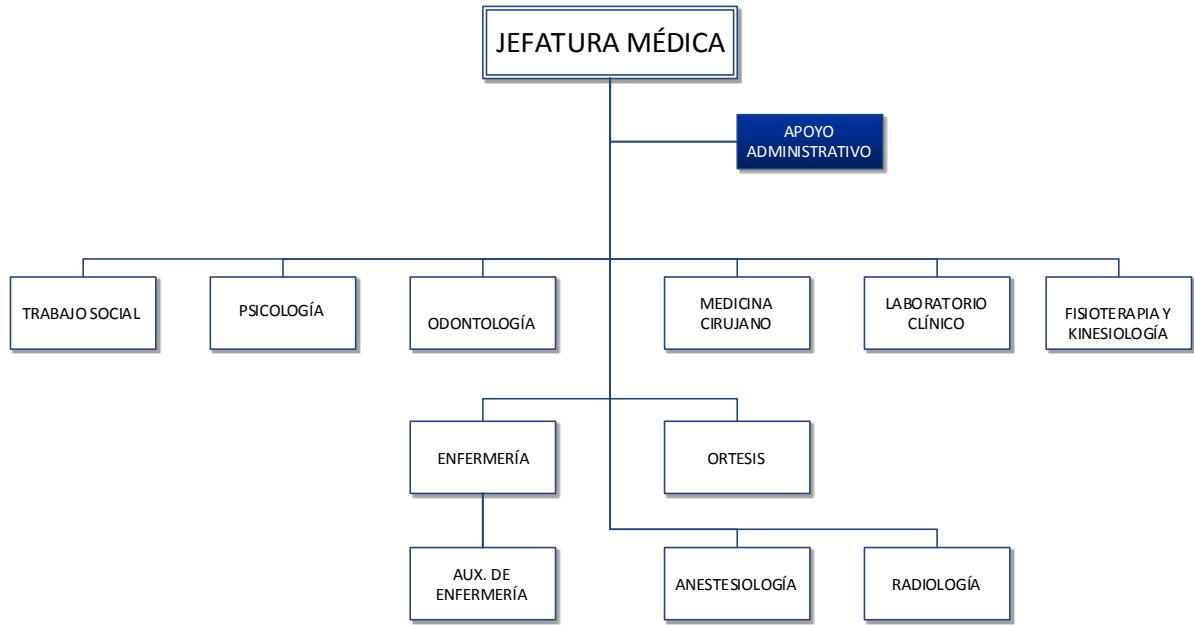 JEFATURA MÉDICA
APOYO
ADMINISTRATIVO
TRABAJO SOCIAL
PSICOLOGÍA
ODONTOLOGÍA
MEDICINA
CIRUJANO
LABORATORIO
CLÍNICO
FISIOTERAPIA Y
KINESIOLOGÍA
ENFERMERÍA
ORTESIS
AUX. DE
ENFERMERÍA
ANESTESIOLOGÍA
RADIOLOGÍA